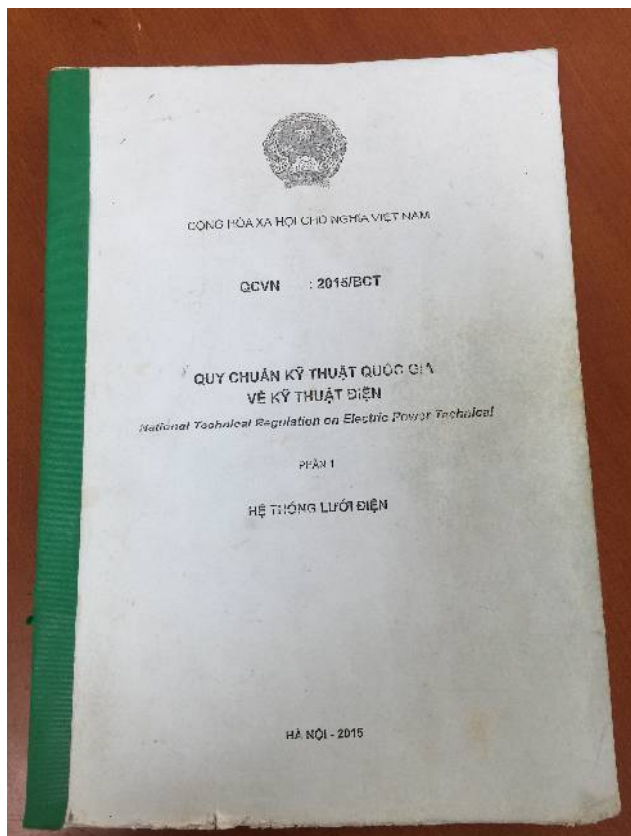 CỘNG HÒA XÃ HỘI CHỦ NGHĨA VIỆT NAM
QCVN : 2015/BCT
QUY CHUẨN KỸ THUẬT QUỐC GIA
VỀ KỸ THUẬT ĐIỆN
National Technical Regulation on Electric Power Technical
PHẦN 1
HỆ THỐNG LƯỚI ĐIỆN
HÀ NỘI - 2015